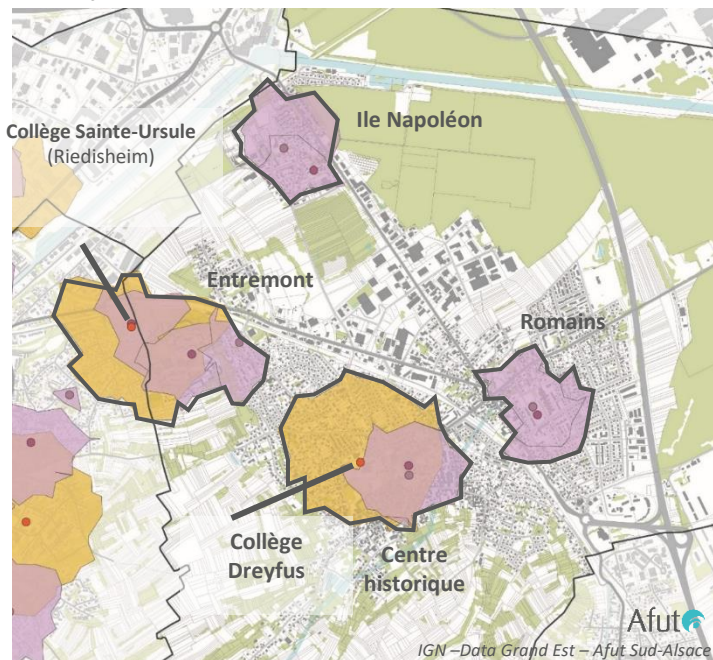 Collège Sainte-Ursule
(Riedisheim)
Ile Napoléon
Entremont
Romains
Collège
Dreyfus
Centre
historique
Afut
IGN –Data Grand Est – Afut Sud-Alsace